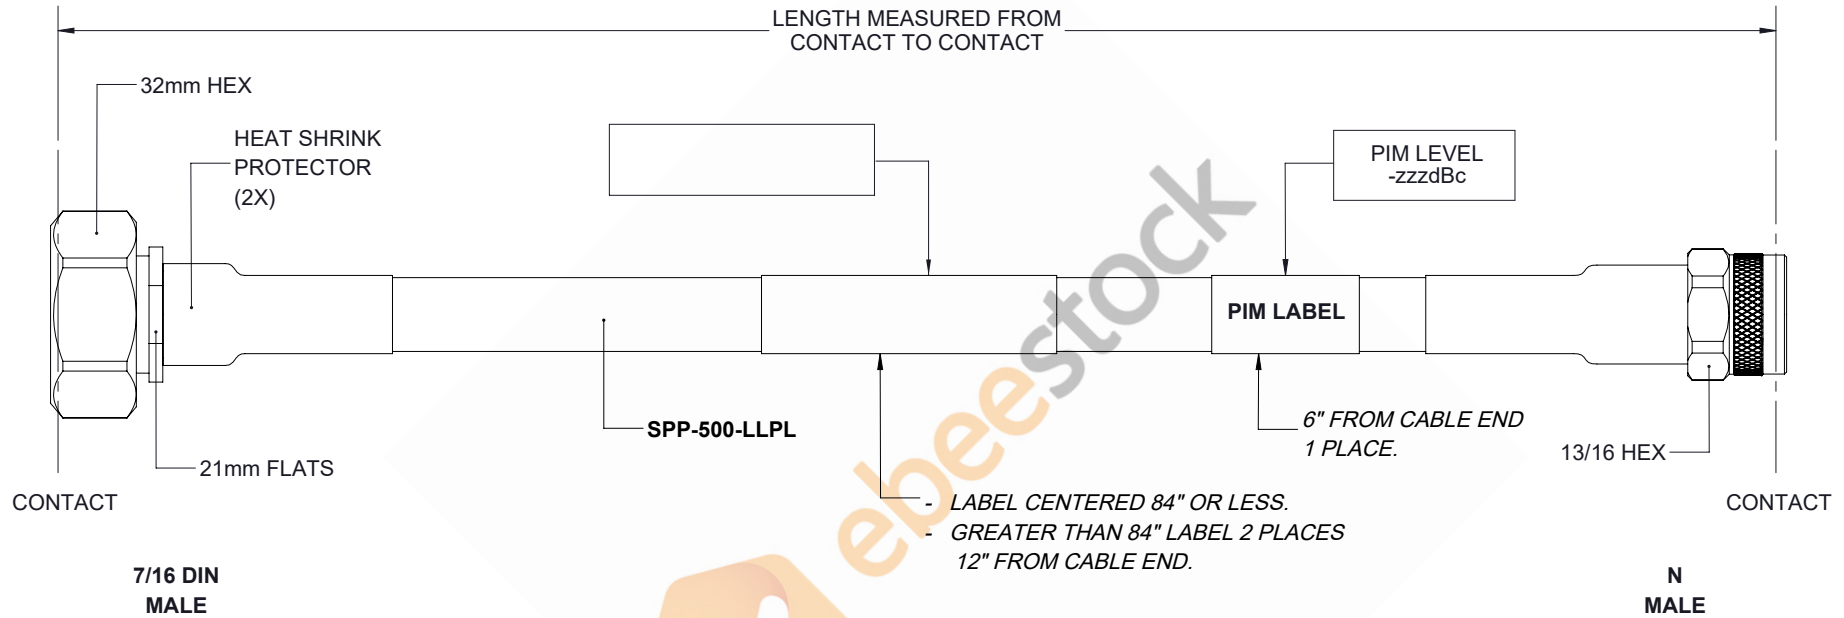 LENGTH MEASURED FROM
CONTACT TO CONTACT
32mm HEX
HEAT SHRINK
PROTECTOR
(2X)
PIM LEVEL
-zzzdBc
PIM LABEL
SPP-500-LLPL
6" FROM CABLE END
1 PLACE.
13/16 HEX
21mm FLATS
CONTACT
CONTACT
- LABEL CENTERED 84" OR LESS.
- GREATER THAN 84" LABEL 2 PLACES
12" FROM CABLE END.
7/16 DIN
MALE
N
MALE
ebeestock